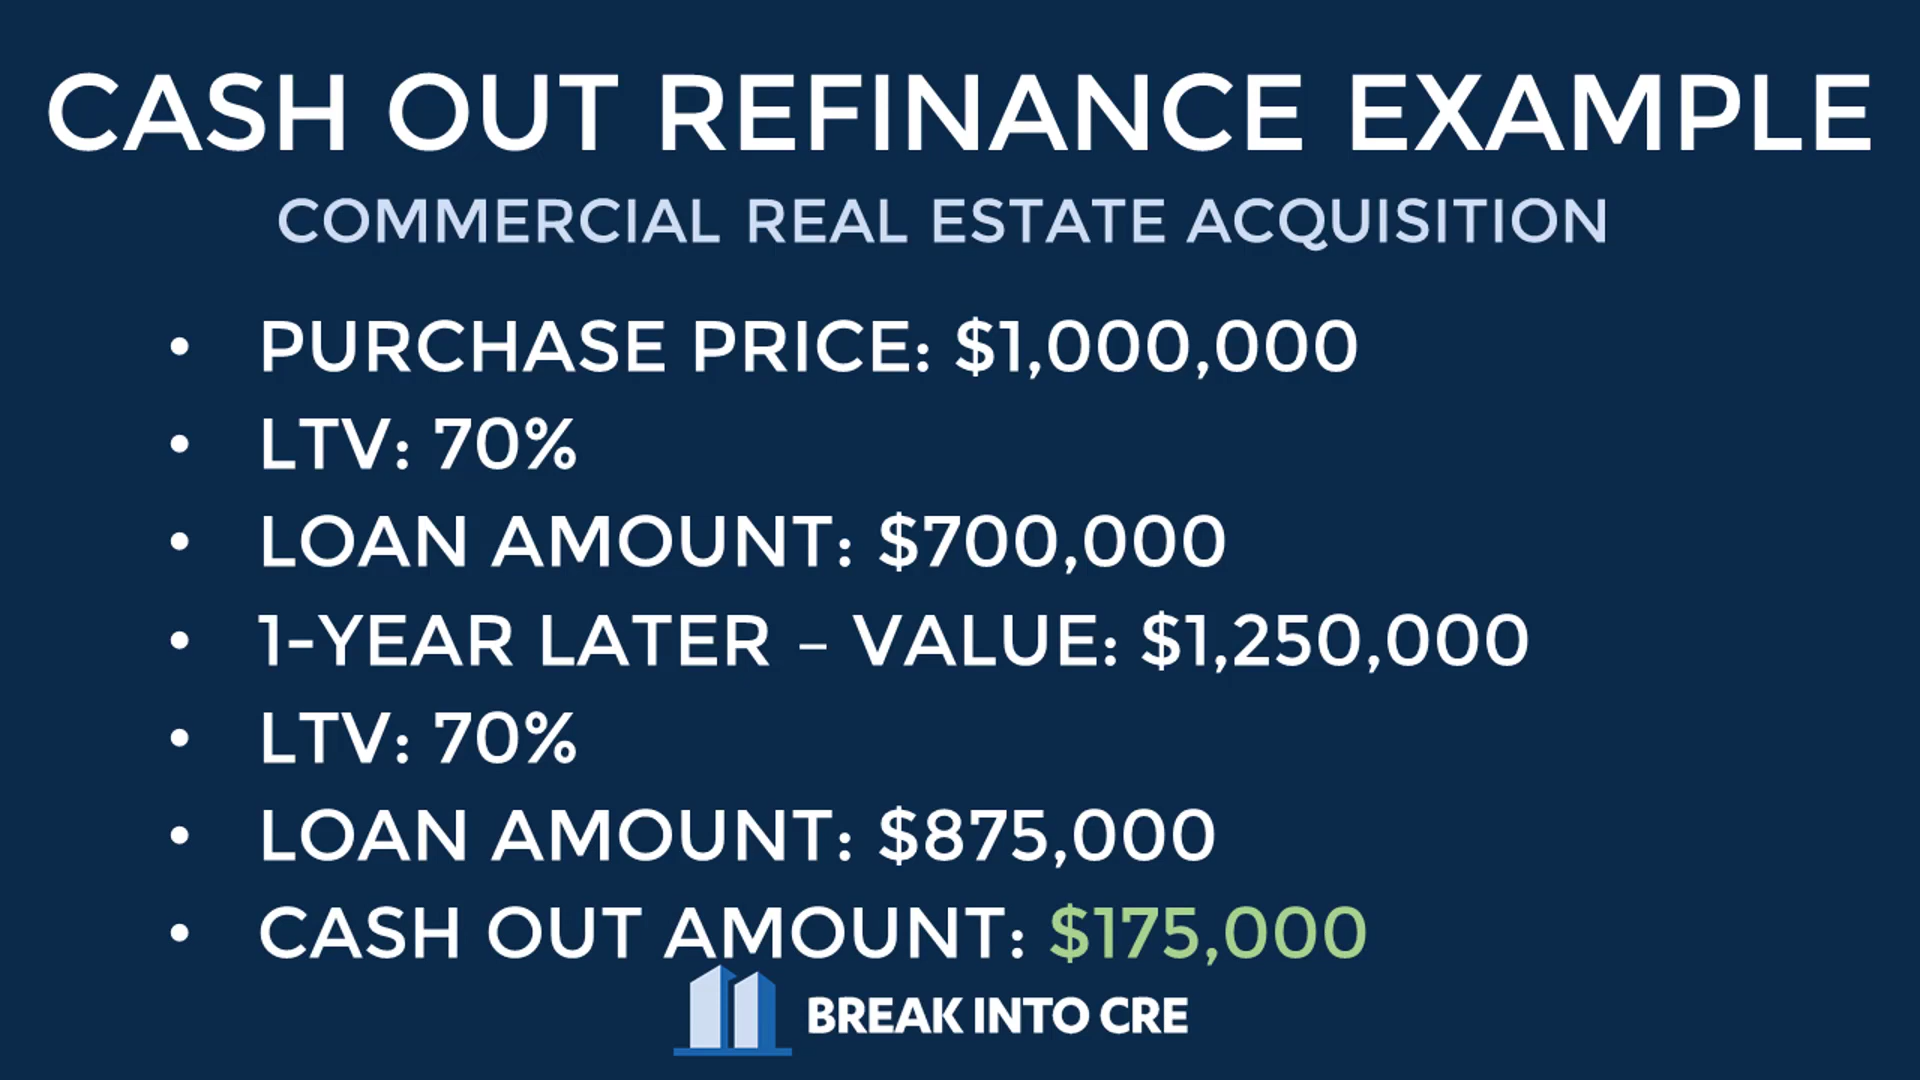 CASH OUT REFINANCE EXAMPLE
COMMERCIAL REAL ESTATE ACQUISITION
• PURCHASE PRICE: $1,000,000
• LTV: 70%
• LOAN AMOUNT: $700,000
• 1-YEAR LATER – VALUE: $1,250,000
• LTV: 70%
• LOAN AMOUNT: $875,000
• CASH OUT AMOUNT: $175,000
BREAK INTO CRE